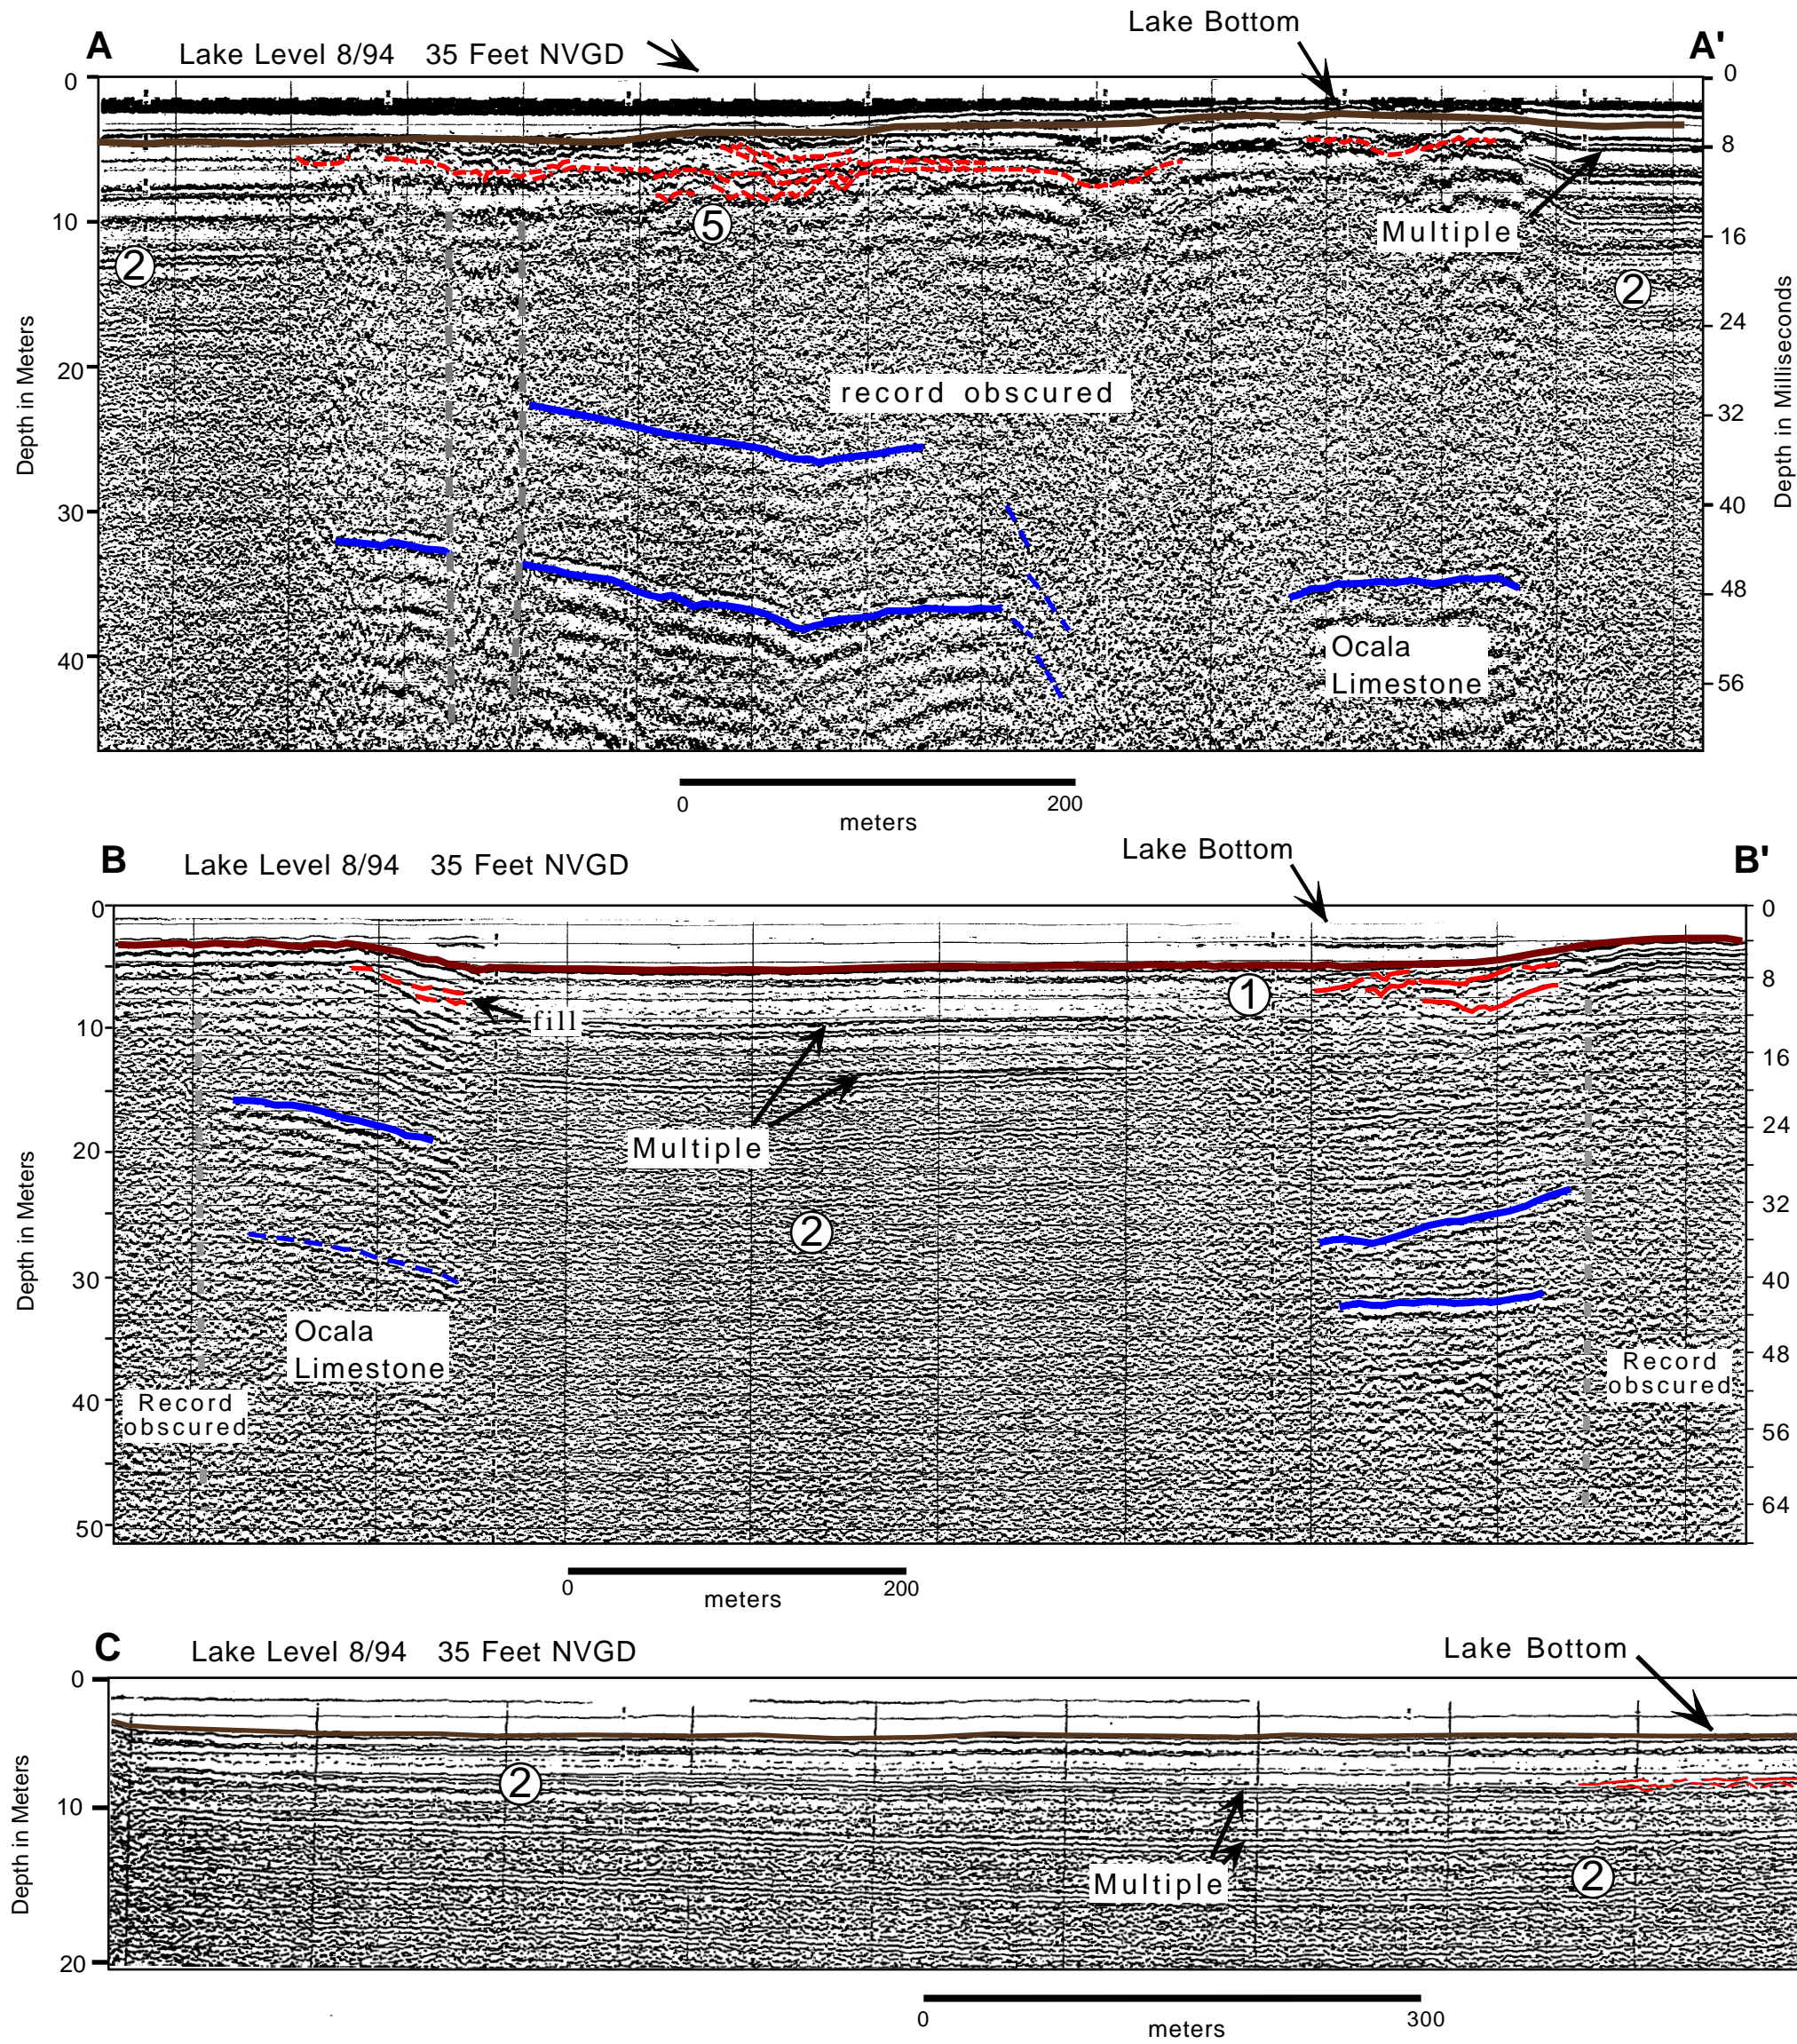 A
Lake Level 8/94 35 Feet NVGD
Lake Bottom
A'
0
0
8
10
5
Multiple
16
2
2
24
20
record obscured
32
30
40
48
Ocala
Limestone
40
56
Depth in Meters
Depth in Milliseconds
0
200
meters
B
Lake Level 8/94 35 Feet NVGD
Lake Bottom
B'
0
0
8
1
fill
10
16
Multiple
24
20
32
2
30
40
Ocala
Limestone
48
Record
obscured
Record
obscured
40
56
64
50
Depth in Meters
0
200
meters
C
Lake Level 8/94 35 Feet NVGD
Lake Bottom
0
2
10
Multiple
2
20
Depth in Meters
0
300
meters